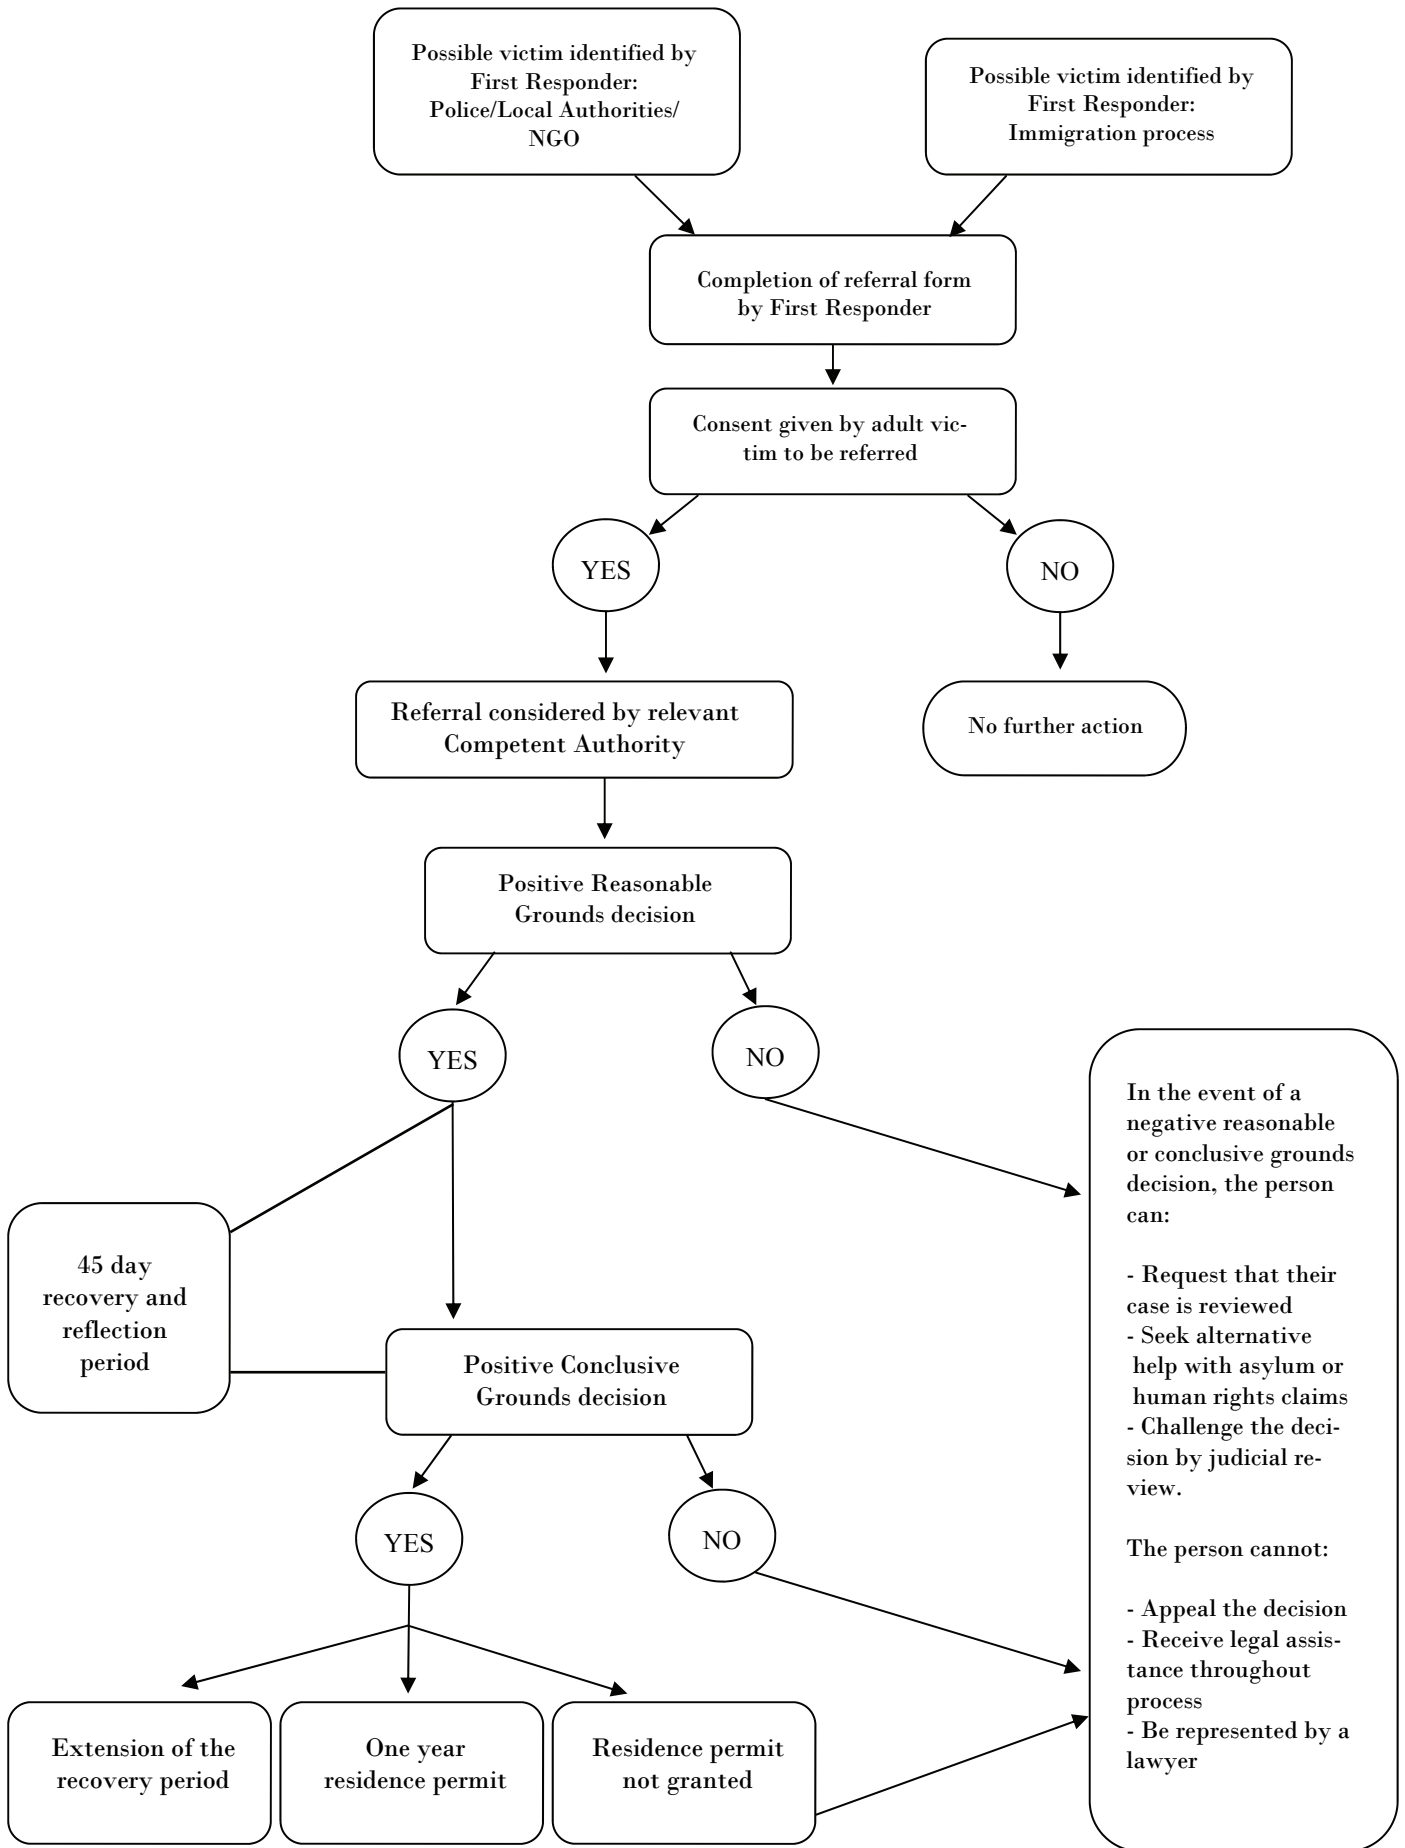 Possible victim identified by
First Responder:
Police/Local Authorities/
NGO
Possible victim identified by
First Responder:
Immigration process
Completion of referral form
by First Responder
Consent given by adult vic-
tim to be referred
YES
NO
Referral considered by relevant
Competent Authority
No further action
Positive Reasonable
Grounds decision
YES
NO
45 day
recovery and
reflection
period
Positive Conclusive
Grounds decision
YES
NO
Extension of the
recovery period
One year
residence permit
Residence permit
not granted
In the event of a
negative reasonable
or conclusive grounds
decision, the person
can:
- Request that their
case is reviewed
- Seek alternative
help with asylum or
human rights claims
- Challenge the deci-
sion by judicial re-
view.
The person cannot:
- Appeal the decision
- Receive legal assis-
tance throughout
process
- Be represented by a
lawyer